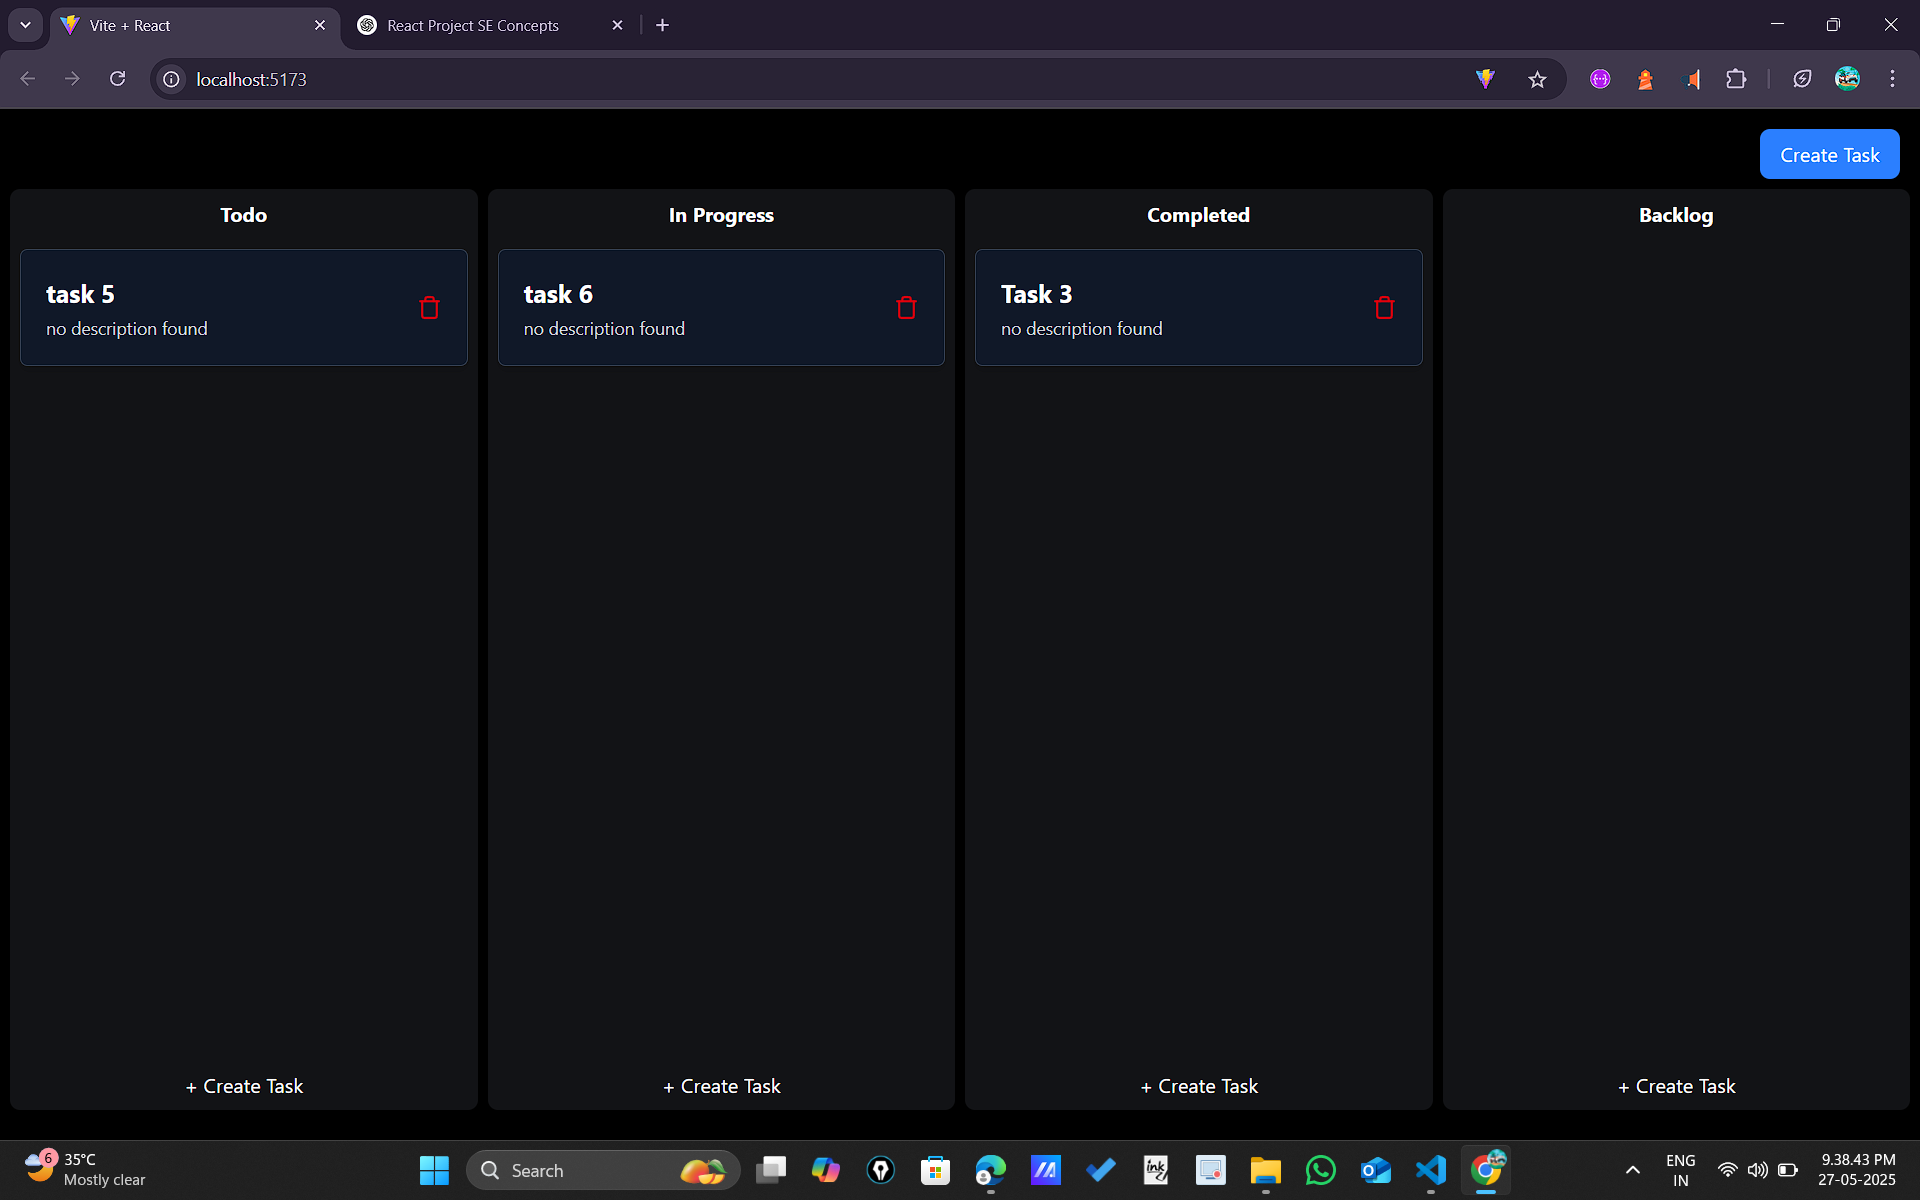 Vite + React
React Project SE Concepts
localhost:5173
Create Task
Todo
In Progress
Completed
Backlog
task 5
no description found
task 6
no description found
Task 3
no description found
+ Create Task
+ Create Task
+ Create Task
+ Create Task
6
35°C
Mostly clear
Search
ink
ENG
IN
9.38.43 PM
27-05-2025